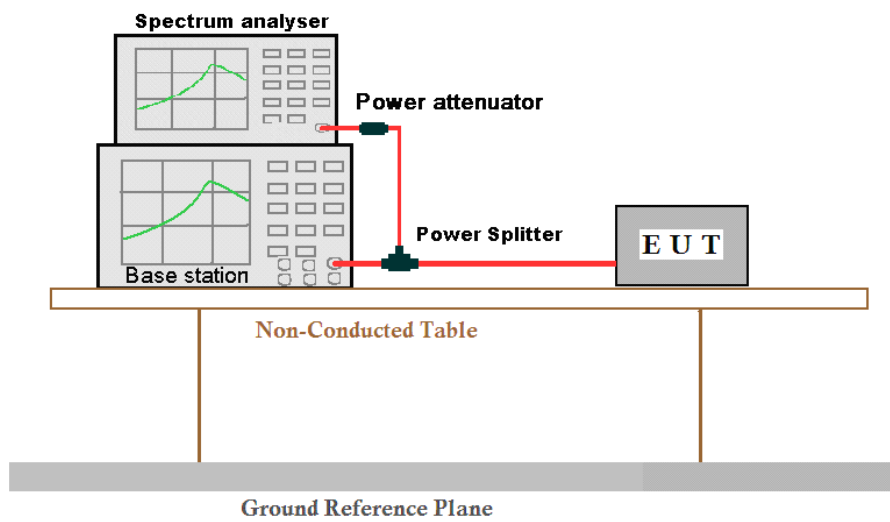 Spectrum analyser
Power attenuator
Power Splitter
E U T
Base station
Non-Conducted Table
Ground Reference Plane